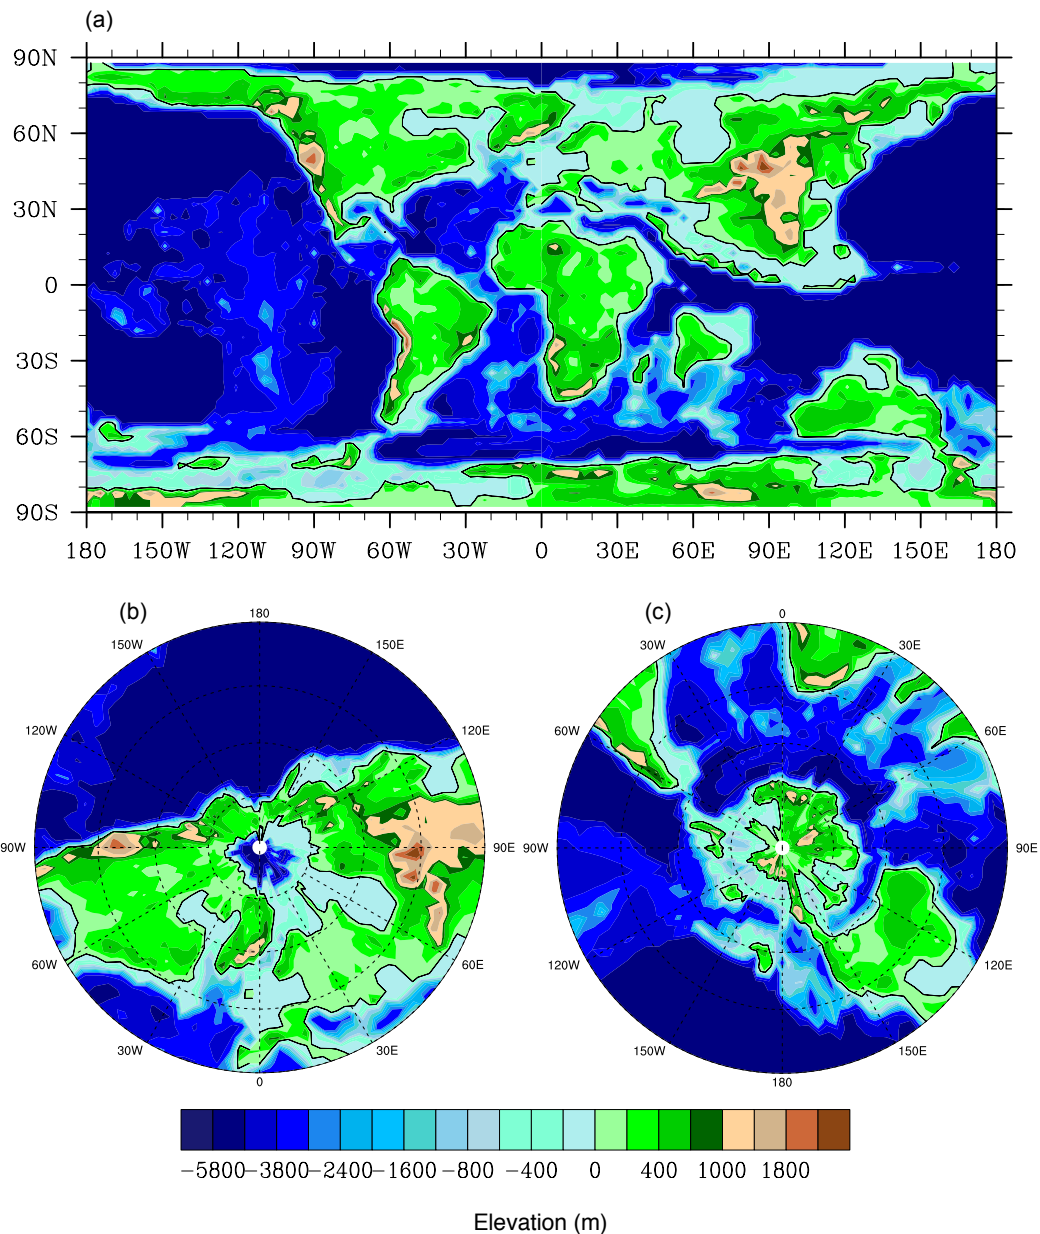 (a)
90N
60N
30N
0
30S
60S
90S
180 150W 120W 90W 60W 30W 0 30E 60E 90E 120E 150E 180
(b)
180
150W 150E
120W 120E
90W 90E
60W 60E
30W 30E
0
(c)
0
30W 30E
60W 60E
90W 90E
120W 120E
150W 150E
180
−5800 −3800 −2400 −1600 −800 −400 0 400 1000 1800
Elevation (m)